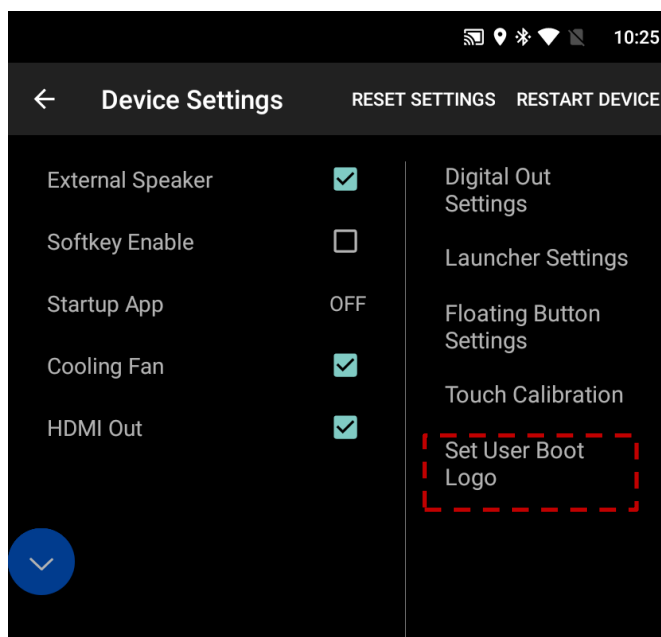 10:25
Device Settings RESET SETTINGS RESTART DEVICE
External Speaker
Softkey Enable
Startup App OFF
Cooling Fan
HDMI Out
Digital Out
Settings
Launcher Settings
Floating Button
Settings
Touch Calibration
Set User Boot
Logo